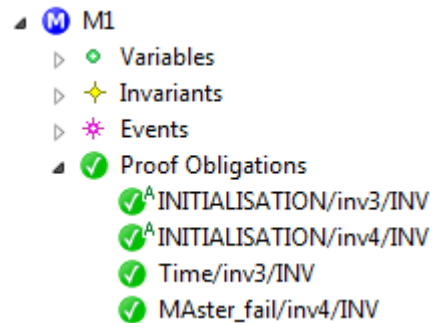 M M1
Variables
Invariants
Events
Proof Obligations
A INITIALISATION/inv3/INV
A INITIALISATION/inv4/INV
Time/inv3/INV
MAster_fail/inv4/INV